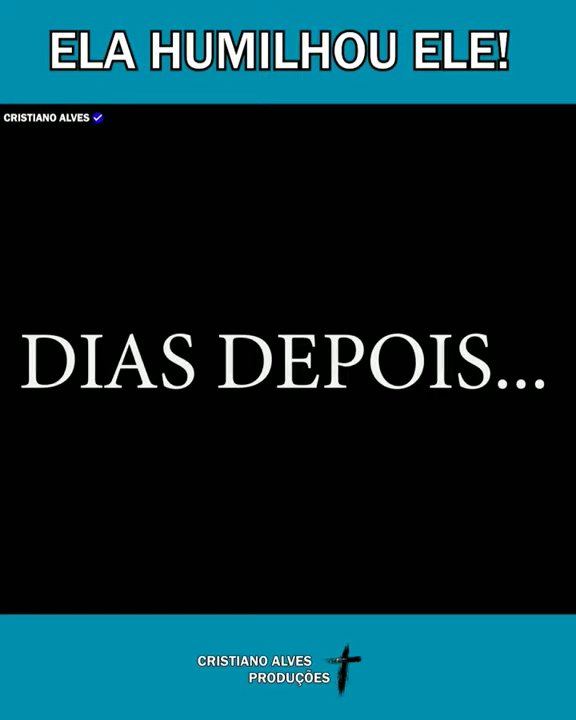 ELA HUMILHOU ELE!
CRISTIANO ALVES
DIAS DEPOIS...
CRISTIANO ALVES
PRODUÇÕES